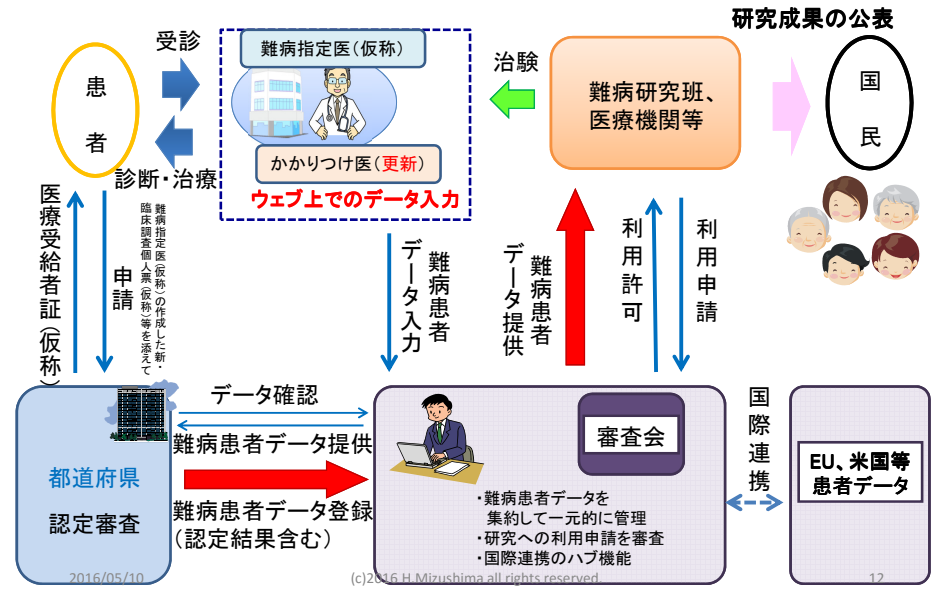 研究成果の公表
患者
受診
診断・治療
難病指定医(仮称)
かかりつけ医(更新)
ウェブ上でのデータ入力
治験
難病研究班、
医療機関等
国民
医療受給者証(仮称)
申請
難病指定医(仮称)の作成した新・
臨床調査個人票(仮称)等を添えて
難病患者
データ入力
難病患者
データ提供
利用許可
利用申請
都道府県
認定審査
データ確認
難病患者データ提供
難病患者データ登録
(認定結果含む)
審査会
・難病患者データを
集約して一元的に管理
・研究への利用申請を審査
・国際連携のハブ機能
国際連携
EU、米国等
患者データ
2016/05/10
(c)2016 H.Mizushima all rights reserved.
12